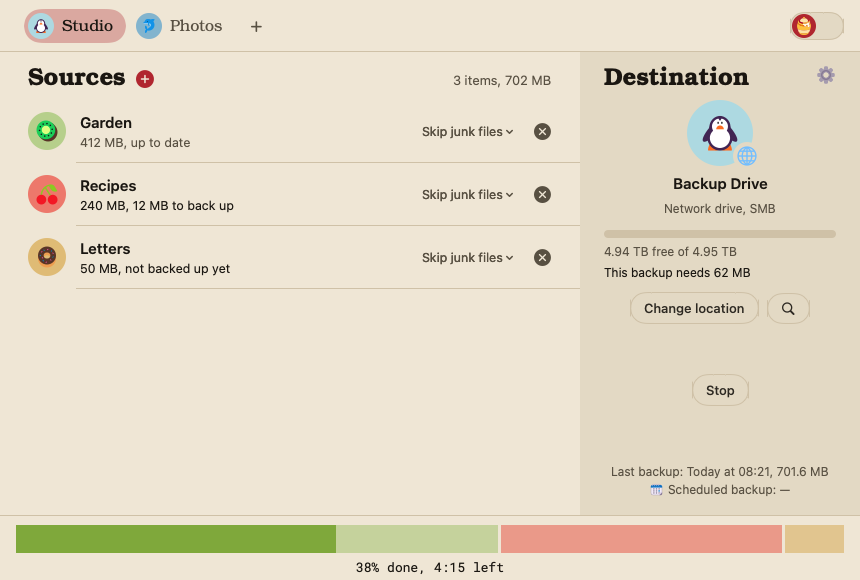 Studio
Photos
+
Sources
3 items, 702 MB
Garden
412 MB, up to date
Skip junk files
Recipes
240 MB, 12 MB to back up
Skip junk files
Letters
50 MB, not backed up yet
Skip junk files
Destination
Backup Drive
Network drive, SMB
4.94 TB free of 4.95 TB
This backup needs 62 MB
Change location
Stop
Last backup: Today at 08:21, 701.6 MB
Scheduled backup: —
38% done, 4:15 left